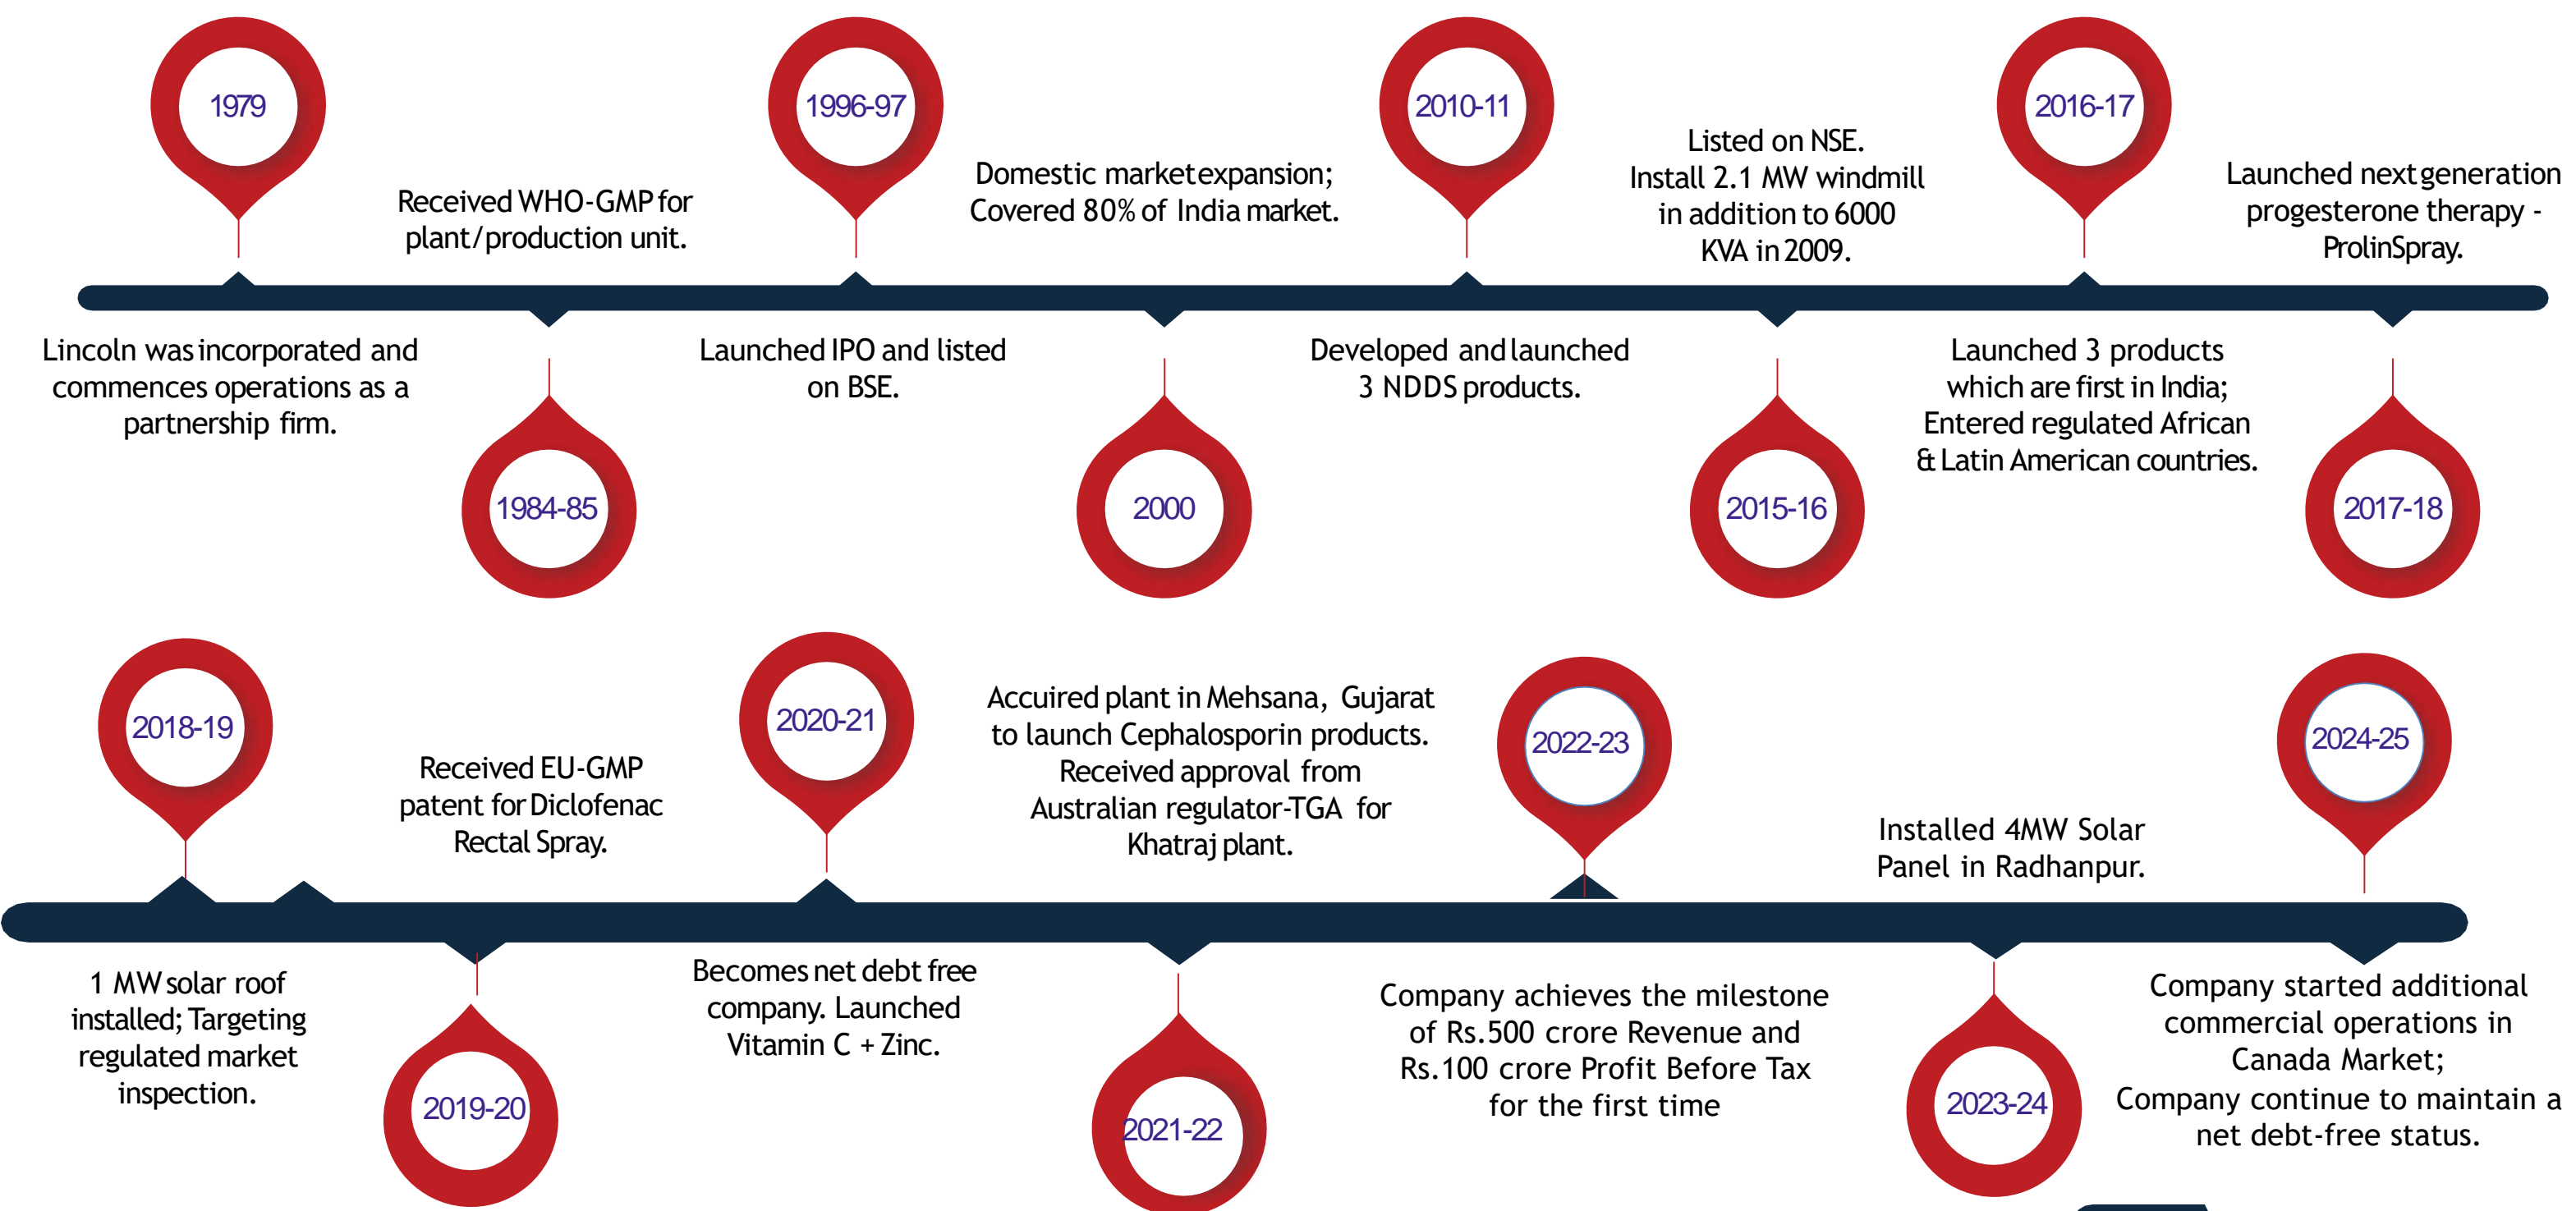 1979
Lincoln was incorporated and
commences operations as a
partnership firm.
Received WHO-GMP for
plant/production unit.
1984-85
1996-97
Launched IPO and listed
on BSE.
Domestic market expansion;
Covered 80% of India market.
2000
2010-11
Developed and launched
3 NDDS products.
Listed on NSE.
Install 2.1 MW windmill
in addition to 6000
KVA in 2009.
2015-16
2016-17
Launched 3 products
which are first in India;
Entered regulated African
& Latin American countries.
Launched next generation
progesterone therapy -
ProlinSpray.
2017-18
2018-19
1 MW solar roof
installed; Targeting
regulated market
inspection.
Received EU-GMP
patent for Diclofenac
Rectal Spray.
2019-20
2020-21
Becomes net debt free
company. Launched
Vitamin C + Zinc.
Accuired plant in Mehsana, Gujarat
to launch Cephalosporin products.
Received approval from
Australian regulator-TGA for
Khatraj plant.
2021-22
2022-23
Company achieves the milestone
of Rs.500 crore Revenue and
Rs.100 crore Profit Before Tax
for the first time
Installed 4MW Solar
Panel in Radhanpur.
2023-24
2024-25
Company started additional
commercial operations in
Canada Market;
Company continue to maintain a
net debt-free status.